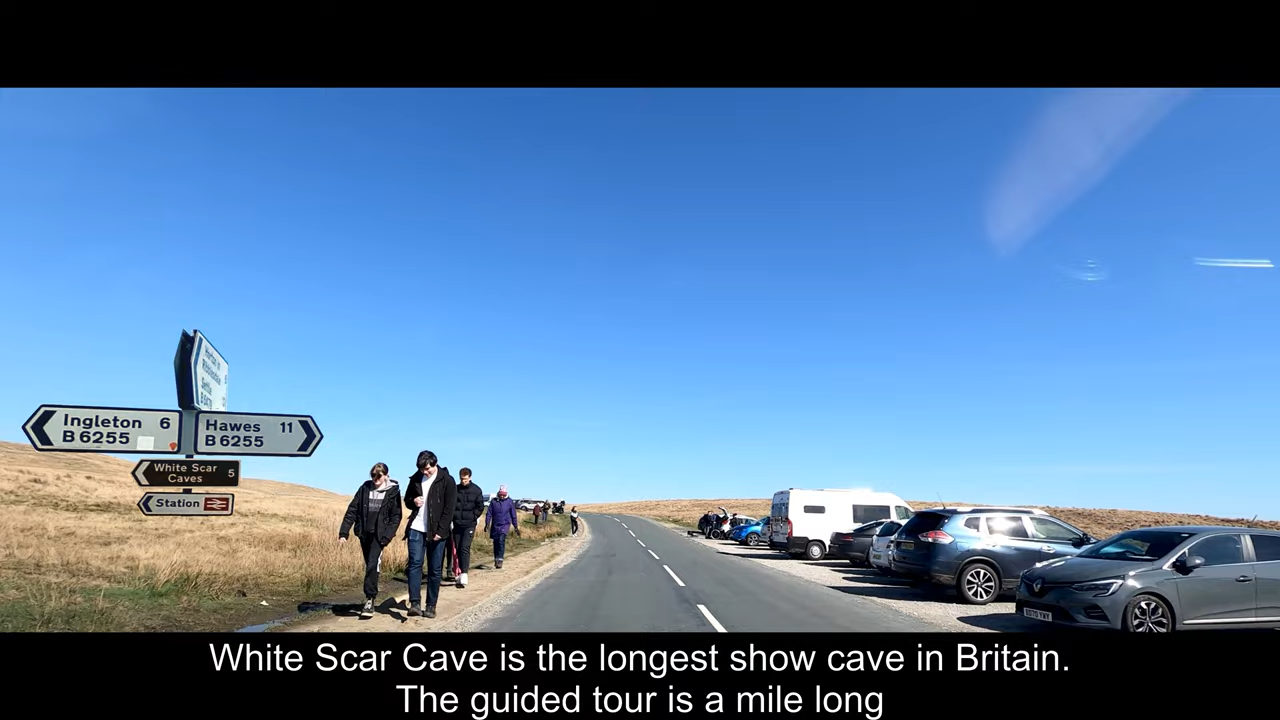 Ingleton 6
B6255
Hawes 11
B6255
White Scar
Caves 5
Station
White Scar Cave is the longest show cave in Britain.
The guided tour is a mile long